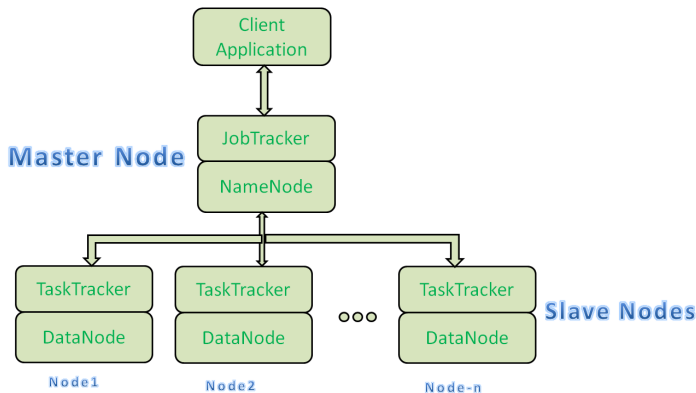 Client
Application
Master Node
JobTracker
NameNode
TaskTracker
DataNode
Node1
TaskTracker
DataNode
Node2
TaskTracker
DataNode
Node-n
Slave Nodes